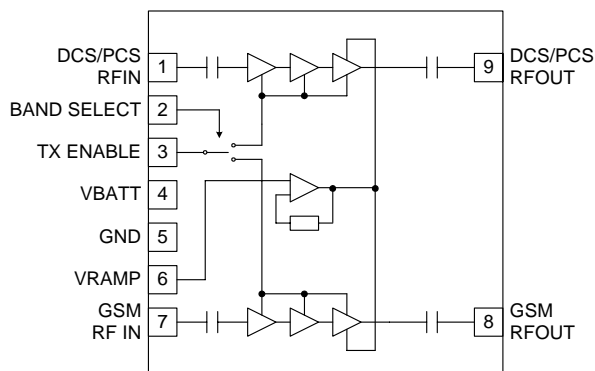 DCS/PCS
RFIN
1
BAND SELECT
2
TX ENABLE
3
VBATT
4
GND
5
VRAMP
6
GSM
RF IN
7
9
DCS/PCS
RFOUT
8
GSM
RFOUT